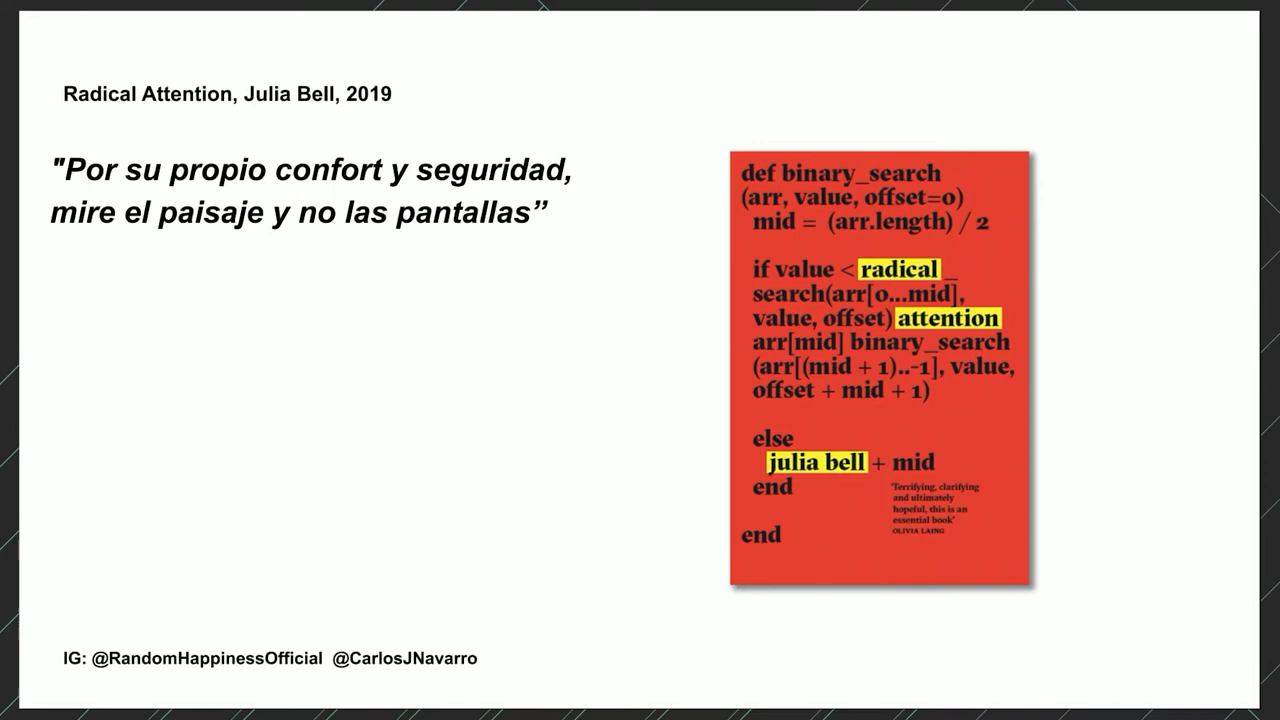 Radical Attention, Julia Bell, 2019
"Por su propio confort y seguridad,
mire el paisaje y no las pantallas”
def binary_search
(arr, value, offset=0)
mid = (arr.length) / 2
if value < radical _
search(arr[0...mid],
value, offset) attention
arr[mid] binary_search
(arr[(mid + 1)..-1], value,
offset + mid + 1)
else
julia bell + mid
end
‘Terrifying, clarifying
and ultimately
hopeful, this is an
essential book’
OLIVIA LAING
end
IG: @RandomHappinessOfficial @CarlosJNavarro